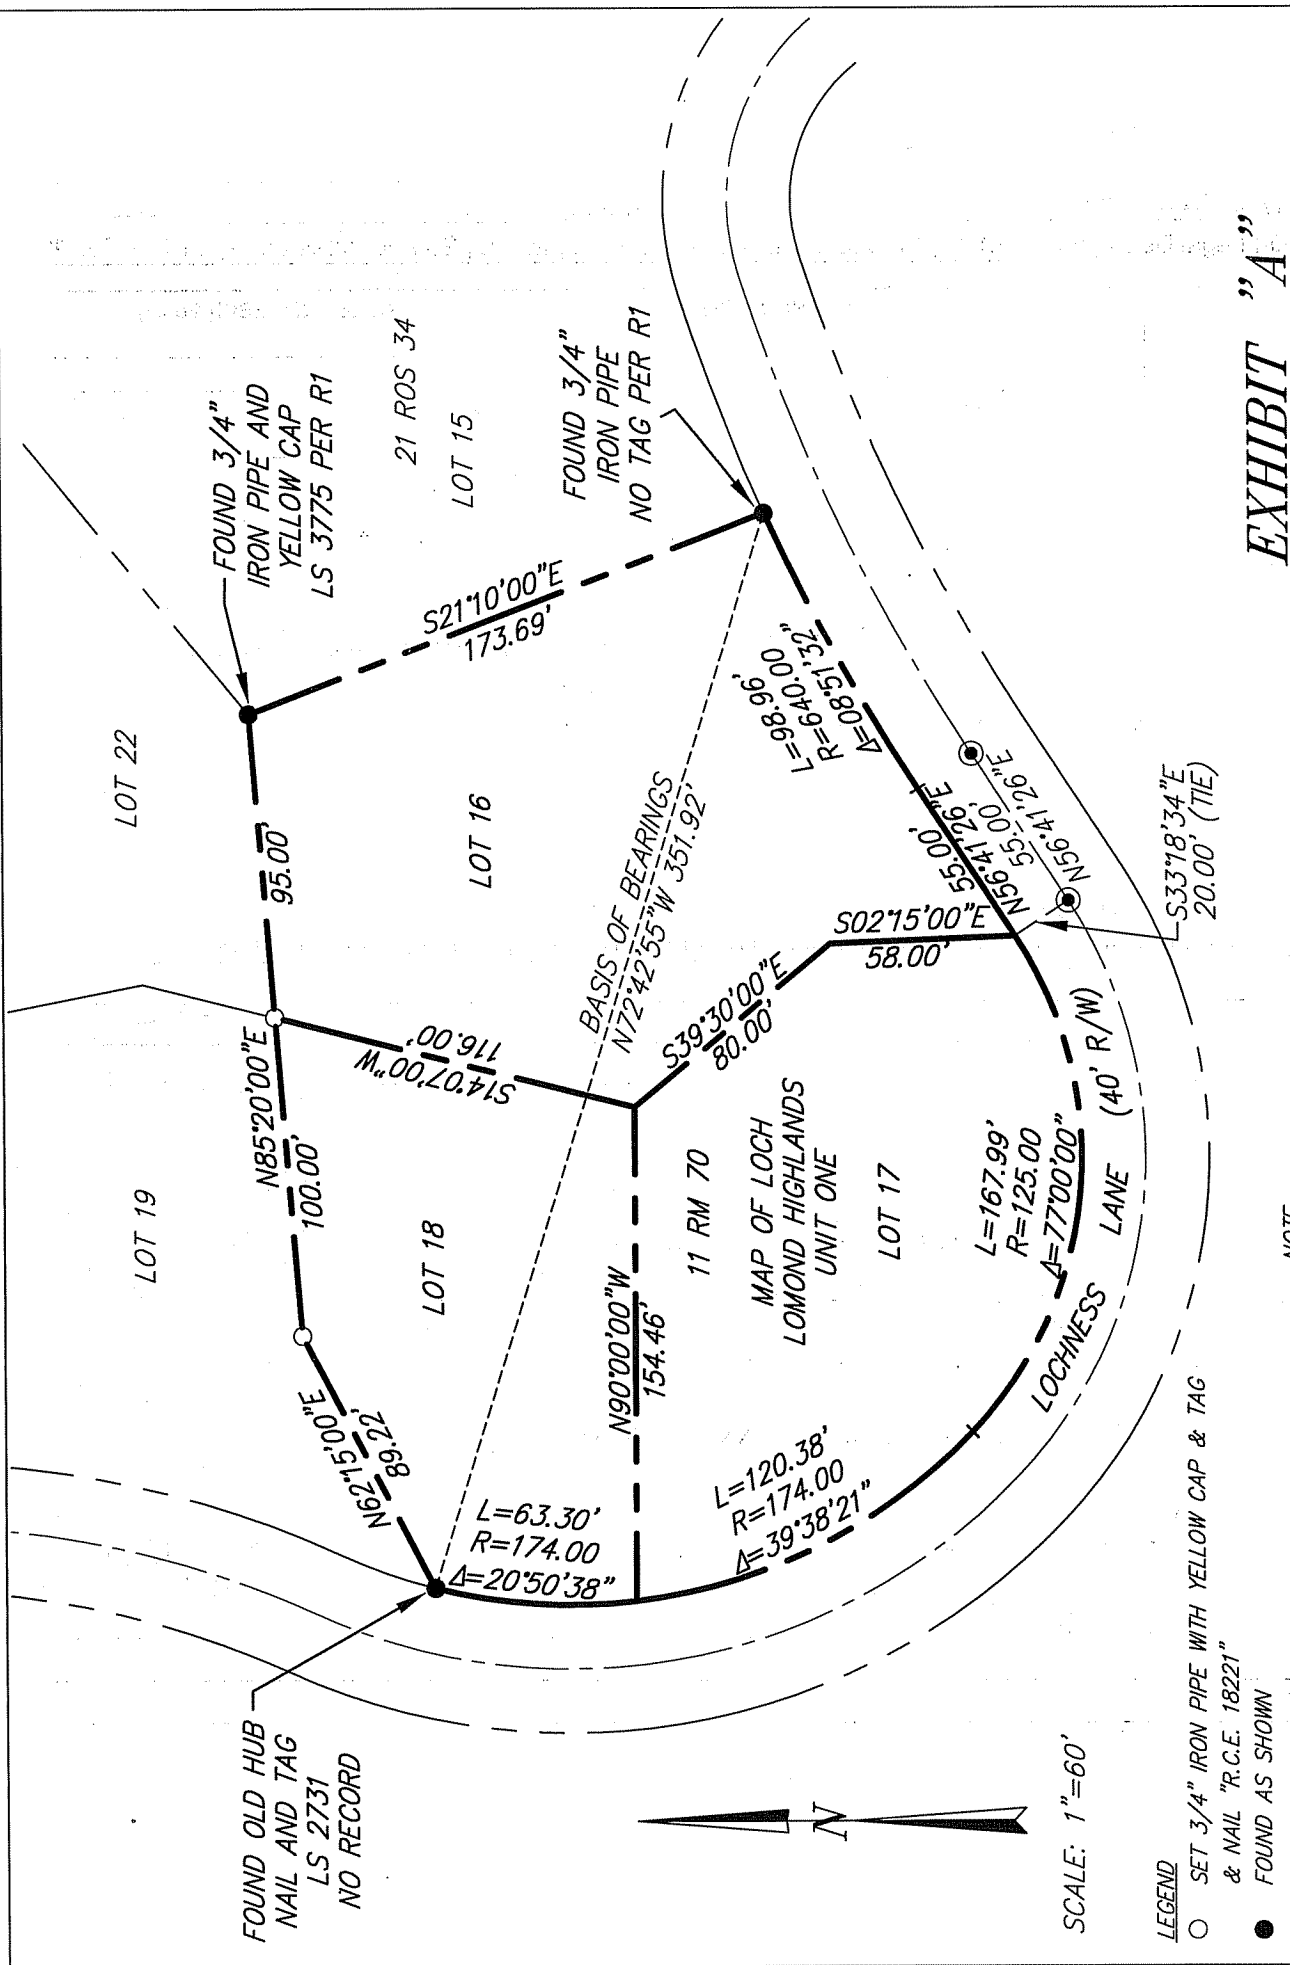 FOUND OLD HUB
NAIL AND TAG
LS 2731
NO RECORD
N62°15'00"E
89.22'
LOT 19
N85°20'00"E
100.00'
LOT 22
95.00'
FOUND 3/4"
IRON PIPE AND
YELLOW CAP
LS 3775 PER R1
S14°07'00"W
116.00'
LOT 18
LOT 16
S21°10'00"E
173.69'
21 ROS 34
LOT 15
L=63.30'
R=174.00
Δ=20°50'38"
BASIS OF BEARINGS
N72°42'55"W 351.92'
FOUND 3/4"
IRON PIPE
NO TAG PER R1
N90°00'00"W
154.46'
S39°30'00"E
80.00'
11 RM 70
MAP OF LOCH
LOMOND HIGHLANDS
UNIT ONE
LOT 17
L=120.38'
R=174.00
Δ=39°38'21"
S02°15'00"E
58.00'
L=98.96'
R=640.00
Δ=08°51'32"
55.00'
N56°41'26"E
55.00'
N56°41'26"E
L=167.99'
R=125.00
Δ=77°00'00"
LOCHNESS LANE (40' R/W)
S33°18'34"E
20.00' (TIE)
N
SCALE: 1"=60'
LEGEND
SET 3/4" IRON PIPE WITH YELLOW CAP & TAG
& NAIL "R.C.E. 18221"
FOUND AS SHOWN
EXHIBIT "A"